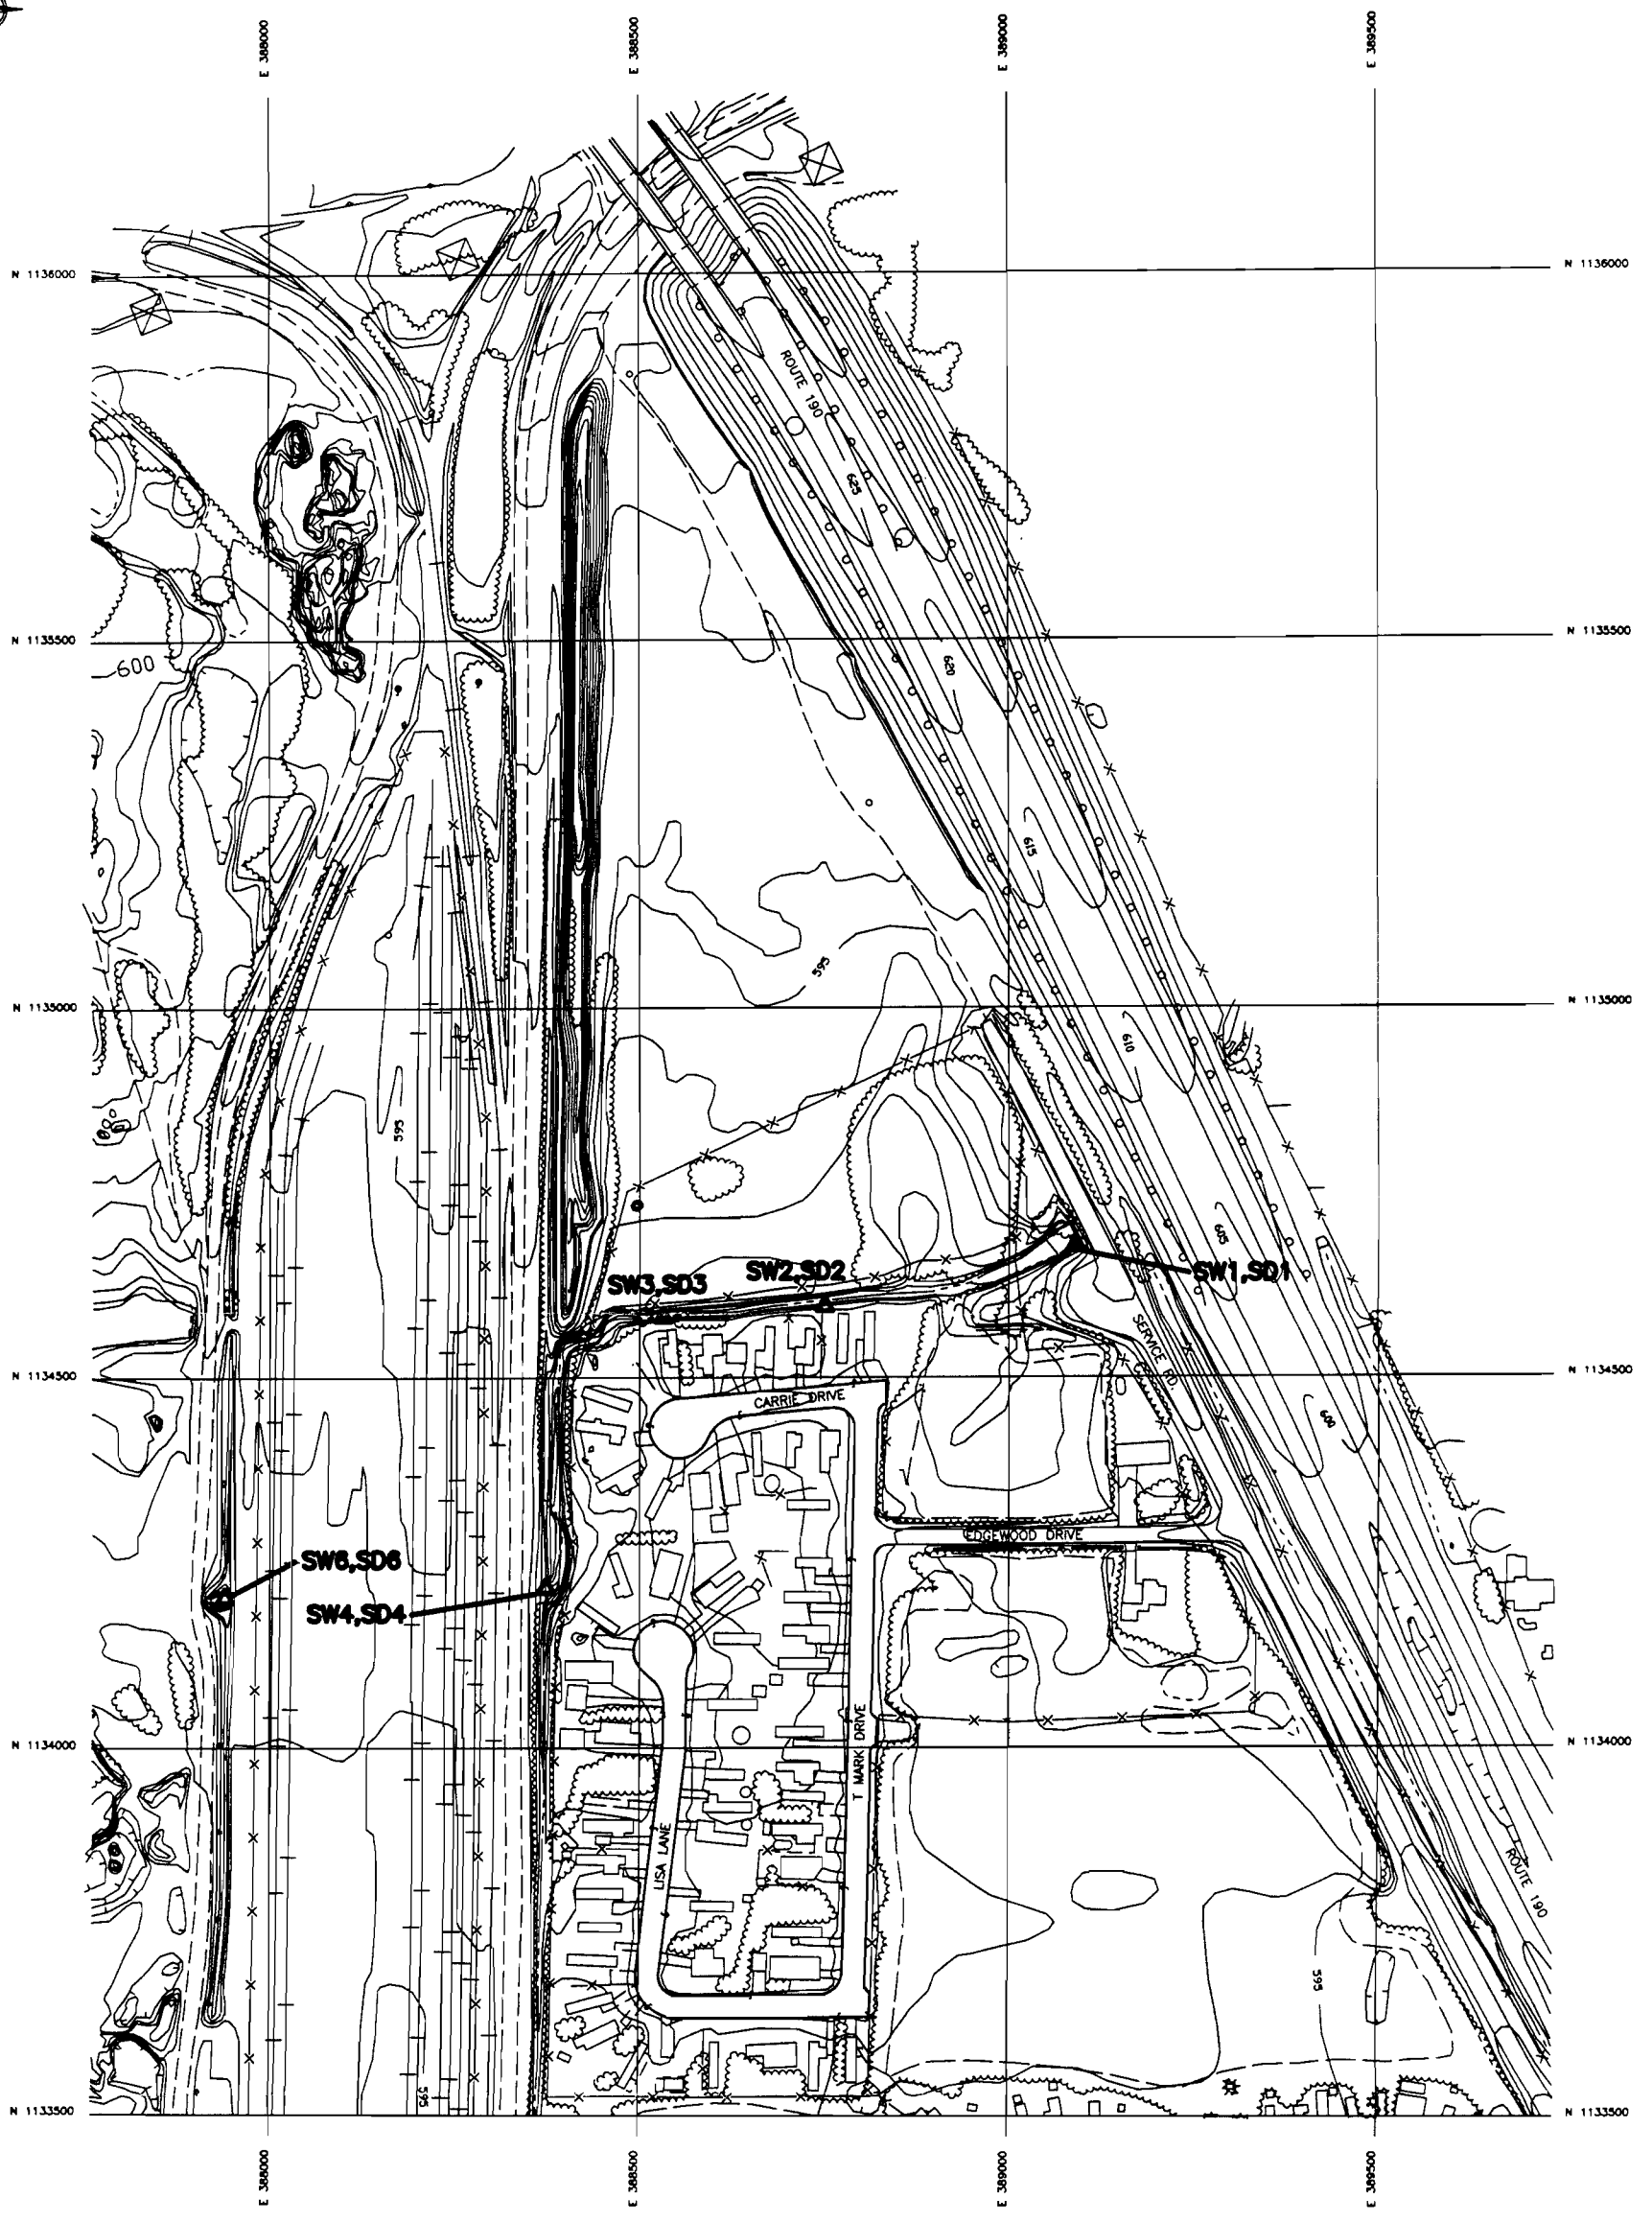 E 388000
E 388500
E 389000
E 389500
N 1136000
N 1136000
ROUTE 190
625
N 1135500
N 1135500
600
620
615
595
N 1135000
N 1135000
610
595
605
SW3,SD3
SW2,SD2
SW1,SD1
SERVICE RD.
N 1134500
N 1134500
CARRIE DRIVE
600
EDGEWOOD DRIVE
SW6,SD6
SW4,SD4
N 1134000
N 1134000
T MARK DRIVE
LISA LANE
ROUTE 190
595
595
N 1133500
N 1133500
E 388000
E 388500
E 389000
E 389500